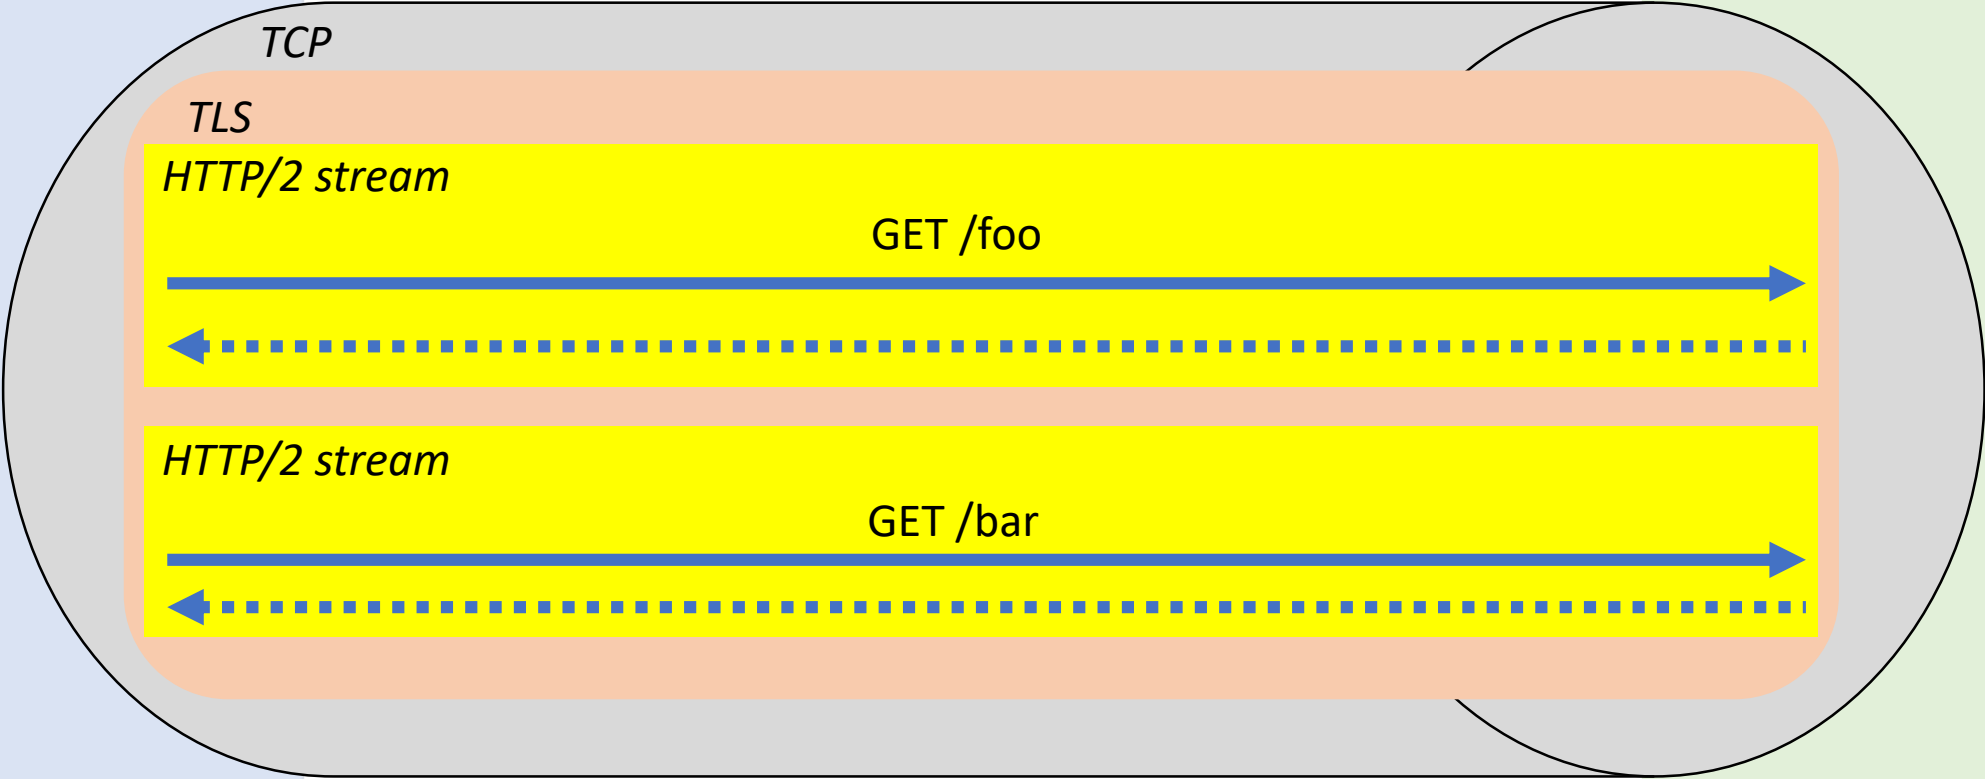 TCP
TLS
HTTP/2 stream
GET /foo
HTTP/2 stream
GET /bar